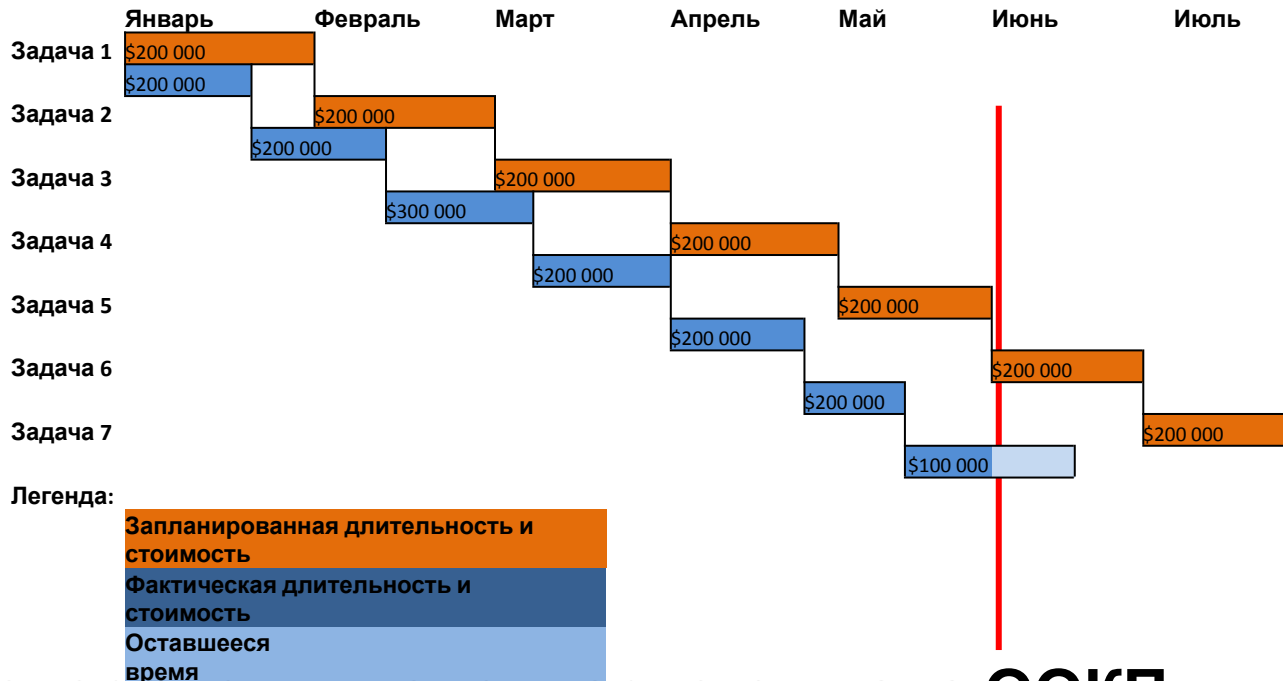 Январь Февраль Март Апрель Май Июнь Июль
Задача 1 $200 000
$200 000
Задача 2 $200 000
$200 000
Задача 3 $200 000
$300 000
Задача 4 $200 000
$200 000
Задача 5 $200 000
$200 000
Задача 6 $200 000
$200 000
Задача 7 $200 000
$100 000
Легенда:
Запланированная длительность и
стоимость
Фактическая длительность и
стоимость
Оставшееся
время